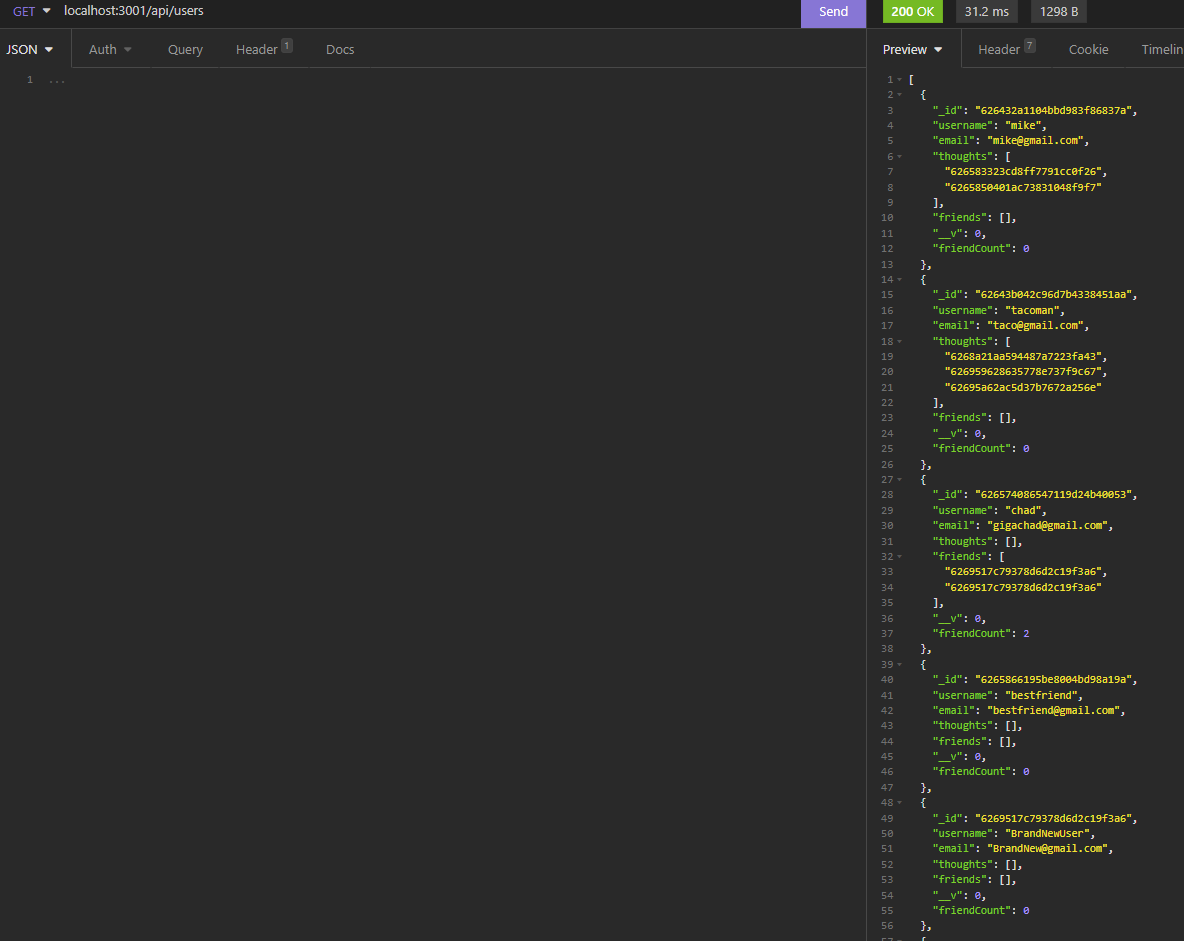 GET localhost:3001/api/users Send 200 OK 31.2 ms 1298 B
JSON Auth Query Header 1 Docs Preview Header 7 Cookie Timelin
1 ...
1 [
2 {
3 "_id": "626432a1104bbd983f86837a",
4 "username": "mike",
5 "email": "mike@gmail.com",
6 "thoughts": [
7 "626583323cd8ff7791cc0f26",
8 "6265850401ac73831048f9f7"
9 ],
10 "friends": [],
11 "__v": 0,
12 "friendCount": 0
13 },
14 {
15 "_id": "62643b042c96d7b4338451aa",
16 "username": "tacoman",
17 "email": "taco@gmail.com",
18 "thoughts": [
19 "6268a21aa594487a7223fa43",
20 "626959628635778e737f9c67",
21 "62695a62ac5d37b7672a256e"
22 ],
23 "friends": [],
24 "__v": 0,
25 "friendCount": 0
26 },
27 {
28 "_id": "626574086547119d24b40053",
29 "username": "chad",
30 "email": "gigachad@gmail.com",
31 "thoughts": [],
32 "friends": [
33 "6269517c79378d6d2c19f3a6",
34 "6269517c79378d6d2c19f3a6"
35 ],
36 "__v": 0,
37 "friendCount": 2
38 },
39 {
40 "_id": "6265866195be8004bd98a19a",
41 "username": "bestfriend",
42 "email": "bestfriend@gmail.com",
43 "thoughts": [],
44 "friends": [],
45 "__v": 0,
46 "friendCount": 0
47 },
48 {
49 "_id": "6269517c79378d6d2c19f3a6",
50 "username": "BrandNewUser",
51 "email": "BrandNew@gmail.com",
52 "thoughts": [],
53 "friends": [],
54 "__v": 0,
55 "friendCount": 0
56 },
57 {